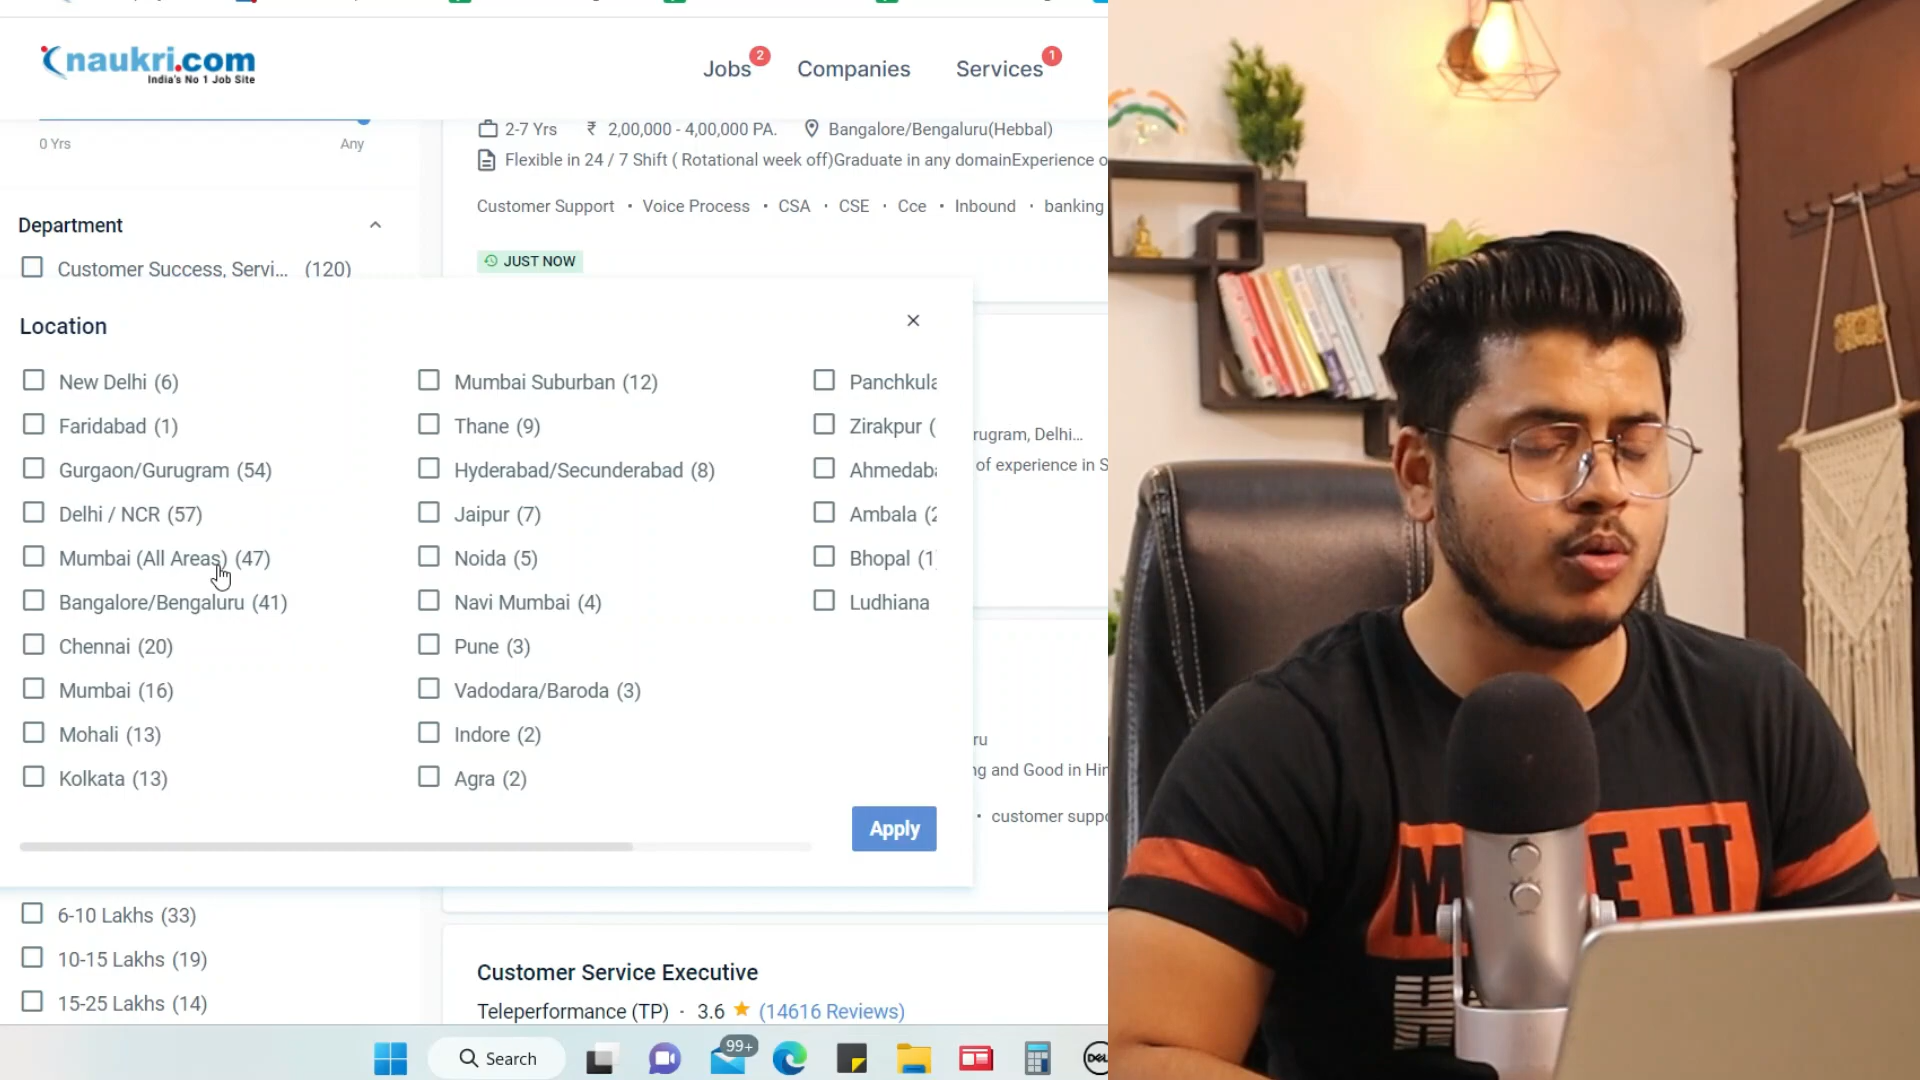 naukri.com
India's No 1 Job Site
Jobs 2
Companies
Services 1
0 Yrs
Any
Department
Customer Success, Servi... (120)
2-7 Yrs ₹ 2,00,000 - 4,00,000 PA. Bangalore/Bengaluru(Hebbal)
Flexible in 24 / 7 Shift ( Rotational week off)Graduate in any domainExperience o
Customer Support • Voice Process • CSA • CSE • Cce • Inbound • banking
JUST NOW
Location
New Delhi (6)
Faridabad (1)
Gurgaon/Gurugram (54)
Delhi / NCR (57)
Mumbai (All Areas) (47)
Bangalore/Bengaluru (41)
Chennai (20)
Mumbai (16)
Mohali (13)
Kolkata (13)
Mumbai Suburban (12)
Thane (9)
Hyderabad/Secunderabad (8)
Jaipur (7)
Noida (5)
Navi Mumbai (4)
Pune (3)
Vadodara/Baroda (3)
Indore (2)
Agra (2)
Panchkula
Zirakpur (
Ahmedaba
Ambala (2
Bhopal (1
Ludhiana
Apply
rugram, Delhi...
of experience in S
ru
ng and Good in Hin
• customer suppo
6-10 Lakhs (33)
10-15 Lakhs (19)
15-25 Lakhs (14)
Customer Service Executive
Teleperformance (TP) · 3.6 (14616 Reviews)
Search
99+
DELL
M E IT